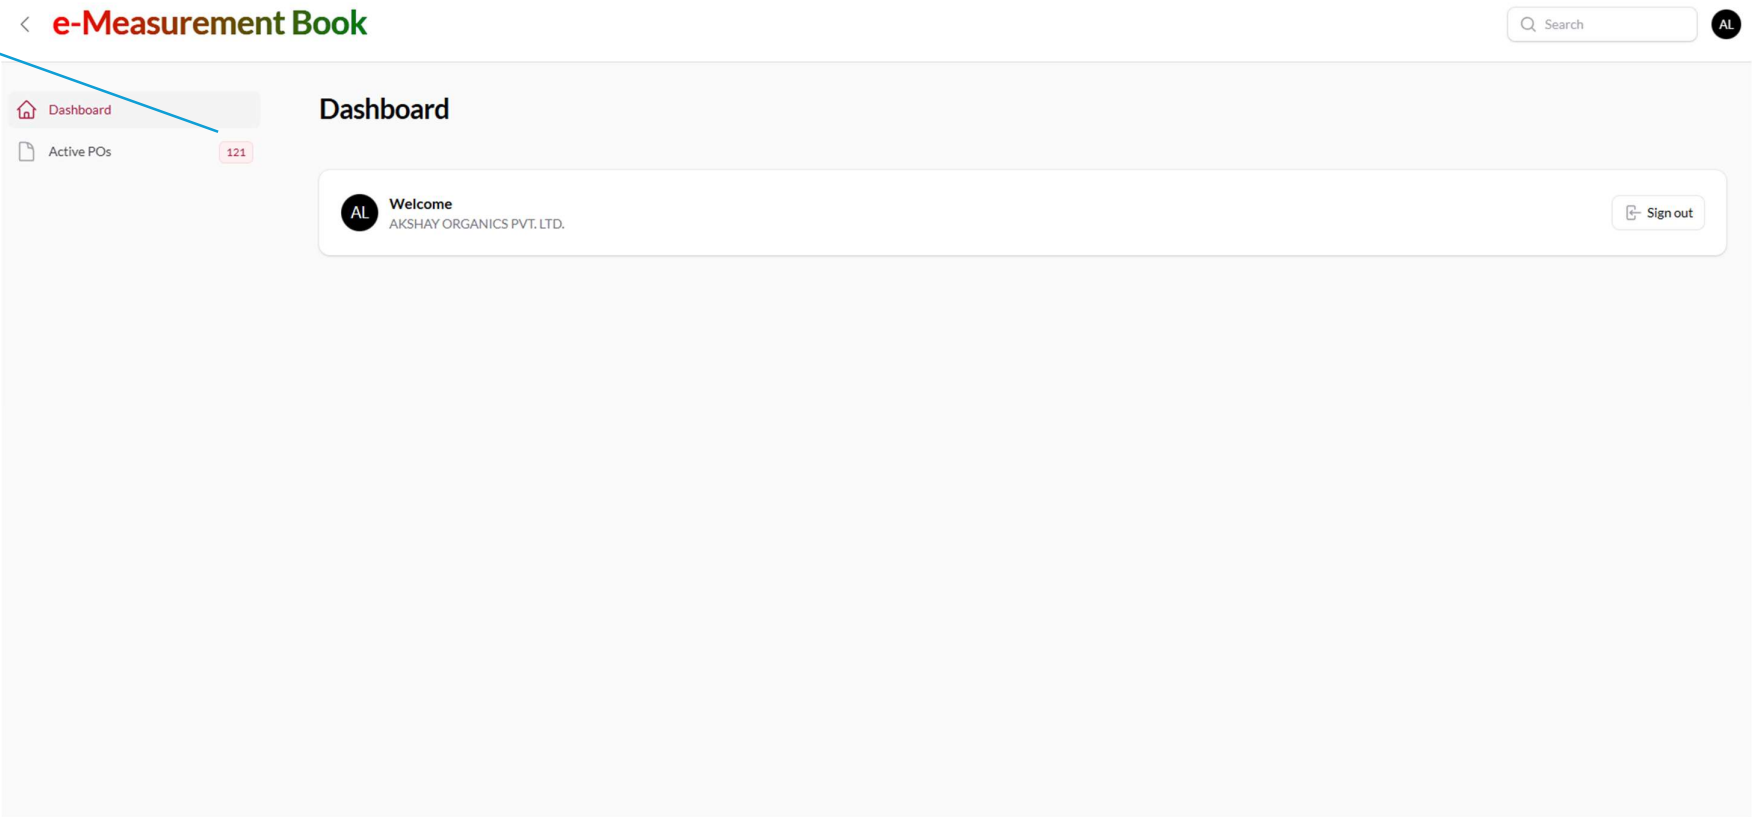 e-Measurement Book
Search
AL
Dashboard
Active POs
121
Dashboard
AL
Welcome
AKSHAY ORGANICS PVT. LTD.
Sign out